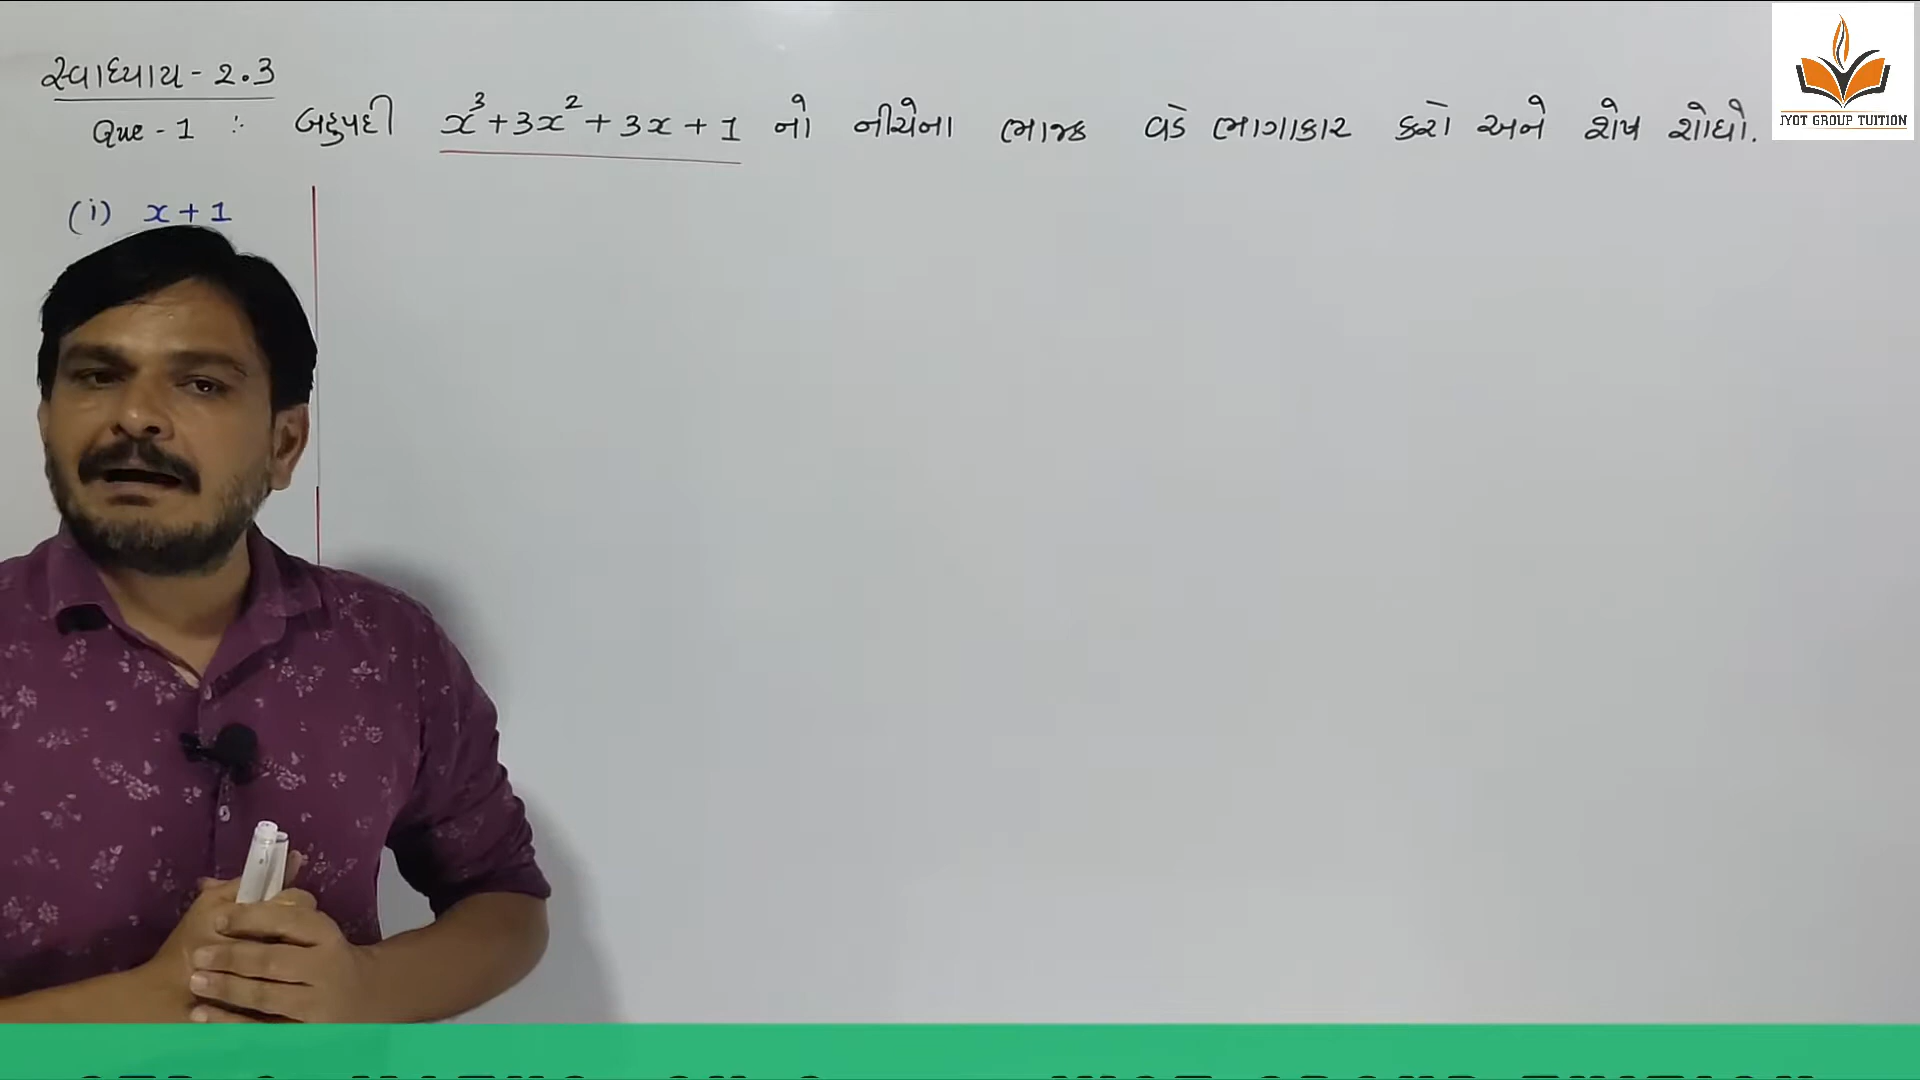 સ્વાધ્યાય - 2.3
Que - 1 : બહુપદી x³ + 3x² + 3x + 1 નો નીચેના ભાજક વડે ભાગાકાર કરો અને શેષ શોધો.
(i) x + 1
JYOT GROUP TUITION